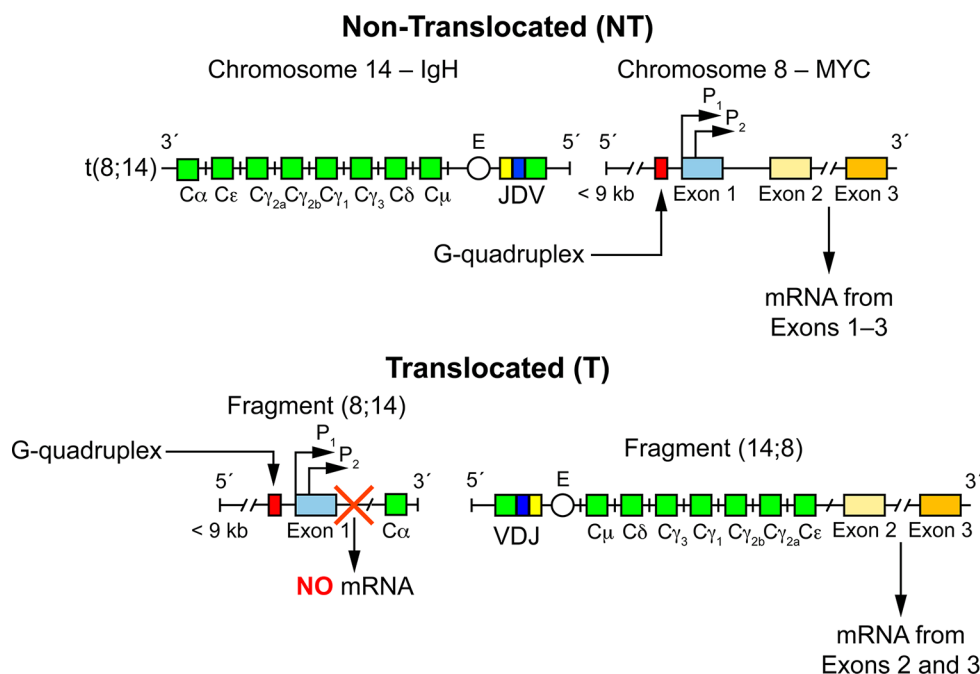 Non-Translocated (NT)
Chromosome 14 – IgH
Chromosome 8 – MYC
P1
P2
3´
E
5´
5´
3´
t(8;14)
Cα Cε Cγ2a Cγ2b Cγ1 Cγ3 Cδ Cμ
JDV
< 9 kb
Exon 1
Exon 2
Exon 3
G-quadruplex
mRNA from
Exons 1–3
Translocated (T)
Fragment (8;14)
G-quadruplex
P1
P2
5´
3´
< 9 kb
Exon 1
Cα
NO mRNA
Fragment (14;8)
5´
E
3´
VDJ
Cμ Cδ Cγ3 Cγ1 Cγ2b Cγ2a Cε
Exon 2
Exon 3
mRNA from
Exons 2 and 3